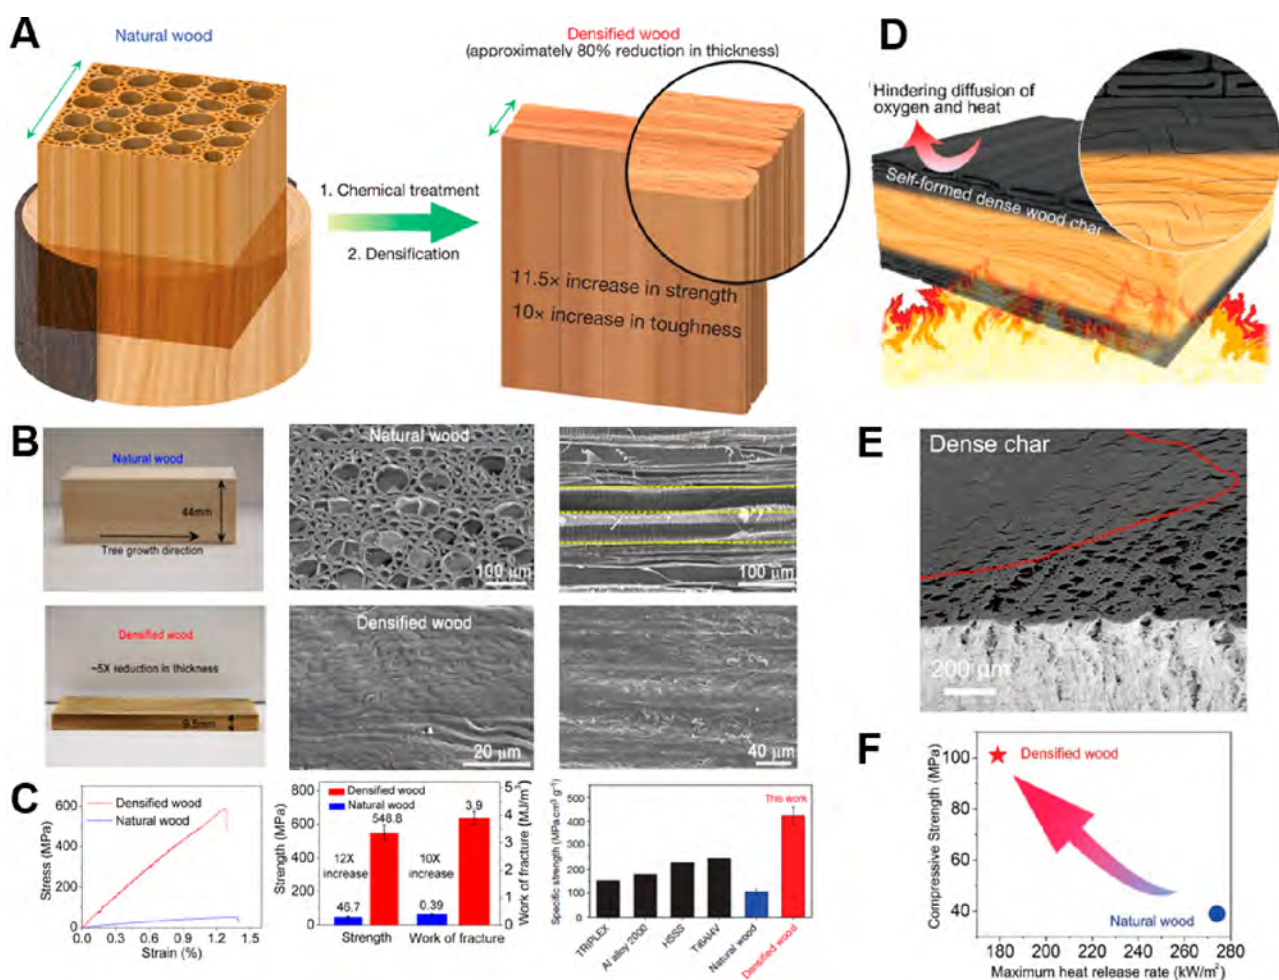 A
Natural wood
Densified wood
(approximately 80% reduction in thickness)
1. Chemical treatment
2. Densification
11.5× increase in strength
10× increase in toughness
D
Hindering diffusion of
oxygen and heat
Self-formed dense wood char
B
Natural wood
44mm
Tree growth direction
Natural wood
100 μm
100 μm
Densified wood
~5X reduction in thickness
9.5mm
Densified wood
20 μm
40 μm
E
Dense char
200 μm
C
Stress (MPa)
600
400
200
0
Densified wood
Natural wood
0.0 0.3 0.6 0.9 1.2 1.5
Strain (%)
Strength (MPa)
800
600
400
200
0
Densified wood
Natural wood
548.8
3.9
12X
increase
10X
increase
46.7
0.39
Strength
Work of fracture
5
4
3
2
1
0
Work of fracture [MJ/m³)
Specific strength (MPa cm³ g⁻¹)
500
400
300
200
100
0
This work
TRIPLEX
Al alloy 2000
HSSS
Ti6Al4V
Natural wood
Densified wood
F
Compressive Strength (MPa)
100
80
60
40
Densified wood
Natural wood
180 200 220 240 260 280
Maximum heat release rate (kW/m²)